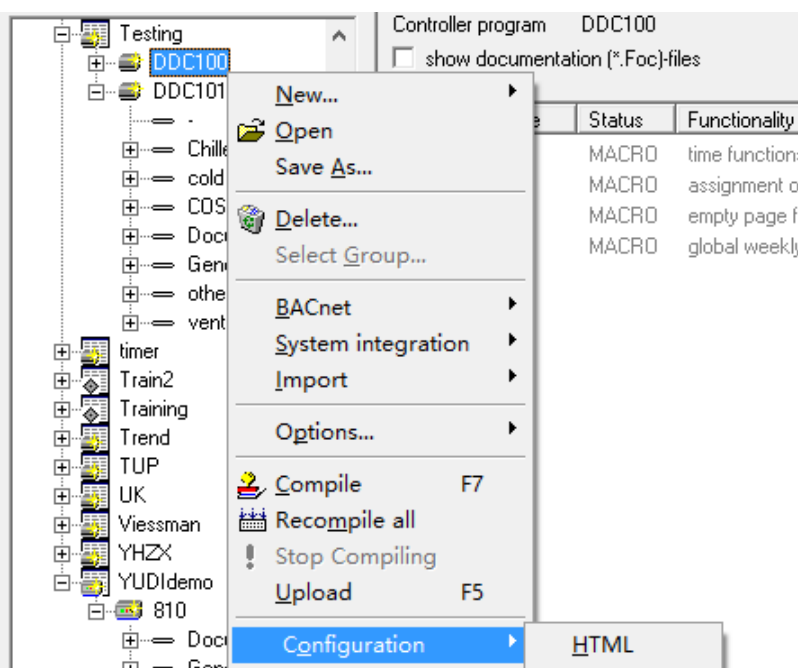 Testing
DDC100
DDC101
-
Chille
cold
COS
Docu
Gene
othe
vent
timer
Train2
Training
Trend
TUP
UK
Viessman
YHZX
YUDIdemo
810
Docu
Controller program DDC100
show documentation (*.Foc)-files
Status Functionality
MACRO time functions
MACRO assignment o
MACRO empty page f
MACRO global weekly
New...
Open
Save As...
Delete...
Select Group...
BACnet
System integration
Import
Options...
Compile F7
Recompile all
Stop Compiling
Upload F5
Configuration
HTML